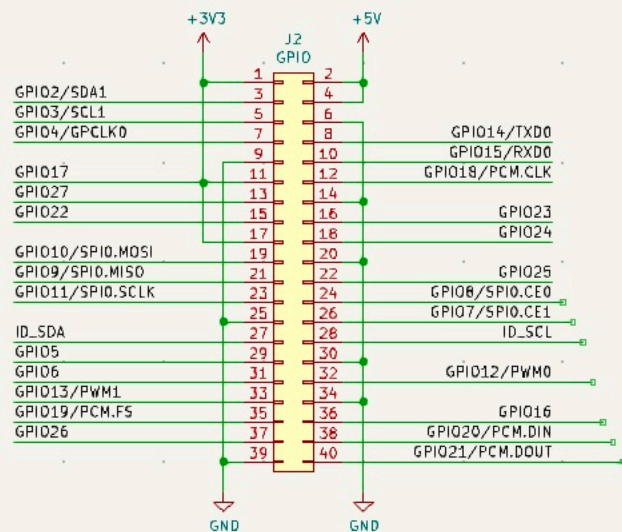 +3V3
+5V
J2
GPIO
1 2
GPIO2/SDA1 3 4
GPIO3/SCL1 5 6
GPIO4/GPCLK0 7 8 GPIO14/TXD0
9 10 GPIO15/RXD0
GPIO17 11 12 GPIO18/PCM.CLK
GPIO27 13 14
GPIO22 15 16 GPIO23
17 18 GPIO24
GPIO10/SPI0.MOSI 19 20
GPIO9/SPI0.MISO 21 22 GPIO25
GPIO11/SPI0.SCLK 23 24 GPIO8/SPI0.CE0
25 26 GPIO7/SPI0.CE1
ID_SDA 27 28 ID_SCL
GPIO5 29 30
GPIO6 31 32 GPIO12/PWM0
GPIO13/PWM1 33 34
GPIO19/PCM.FS 35 36 GPIO16
GPIO26 37 38 GPIO20/PCM.DIN
39 40 GPIO21/PCM.DOUT
GND
GND